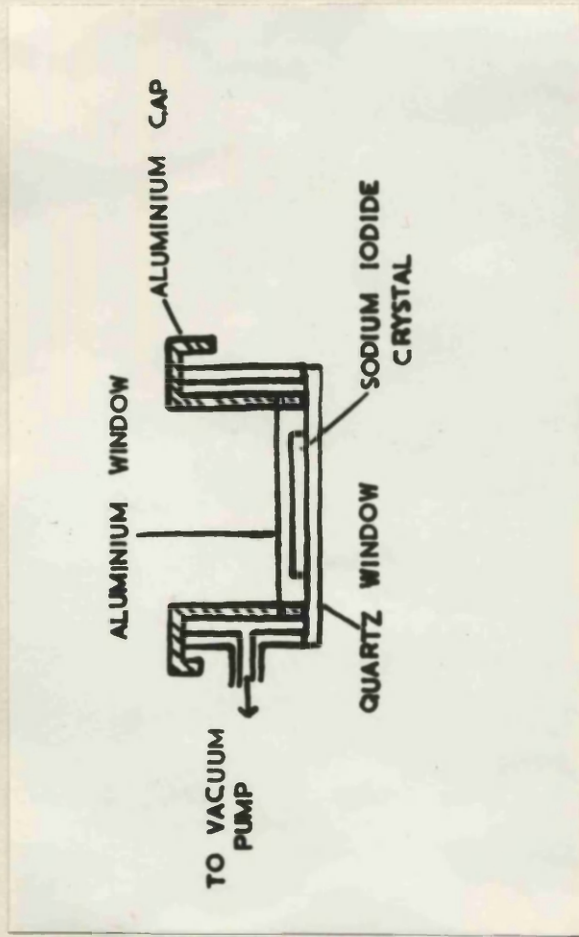 ALUMINIUM WINDOW
ALUMINIUM CAP
TO VACUUM
PUMP
QUARTZ WINDOW
SODIUM IODIDE
CRYSTAL